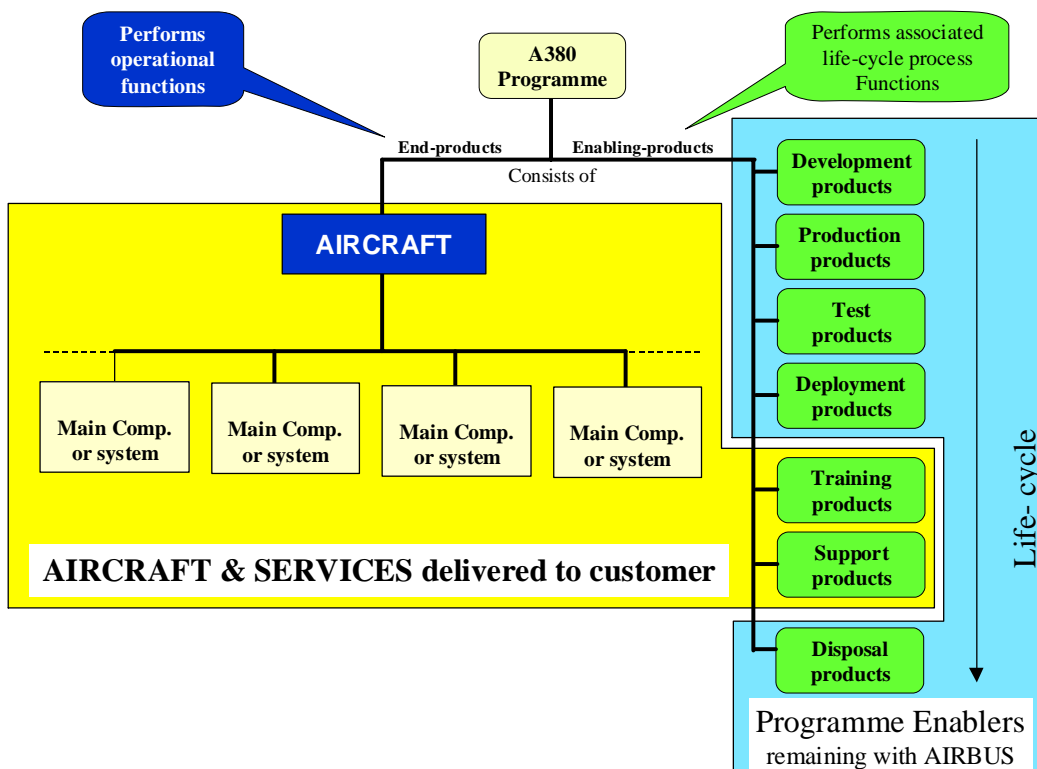 Performs
operational
functions
A380
Programme
Performs associated
life-cycle process
Functions
End-products
Enabling-products
Consists of
Development
products
AIRCRAFT
Production
products
Test
products
Deployment
products
Main Comp.
or system
Main Comp.
or system
Main Comp.
or system
Main Comp.
or system
Training
products
Life- cycle
AIRCRAFT & SERVICES delivered to customer
Support
products
Disposal
products
Programme Enablers
remaining with AIRBUS